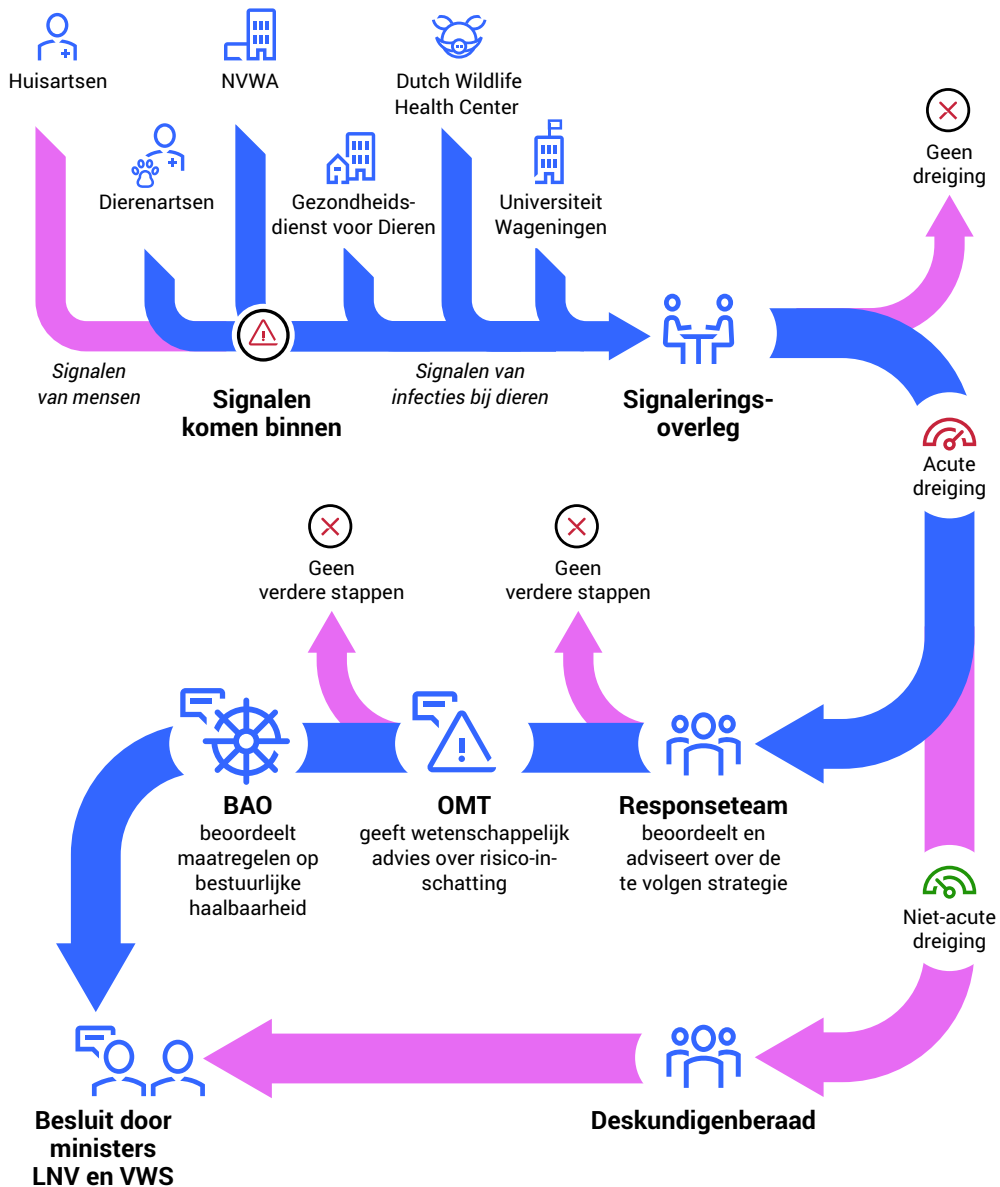 Huisartsen
NVWA
Dutch Wildlife
Health Center
Dierenartsen
Gezondheids-
dienst voor Dieren
Universiteit
Wageningen
Geen
dreiging
Signalen
van mensen
Signalen
komen binnen
Signalen van
infecties bij dieren
Signalerings-
overleg
Acute
dreiging
Geen
verdere stappen
Geen
verdere stappen
BAO
beoordeelt
maatregelen op
bestuurlijke
haalbaarheid
OMT
geeft wetenschappelijk
advies over risico-in-
schatting
Responseteam
beoordeelt en
adviseert over de
te volgen strategie
Niet-acute
dreiging
Besluit door
ministers
LNV en VWS
Deskundigenberaad